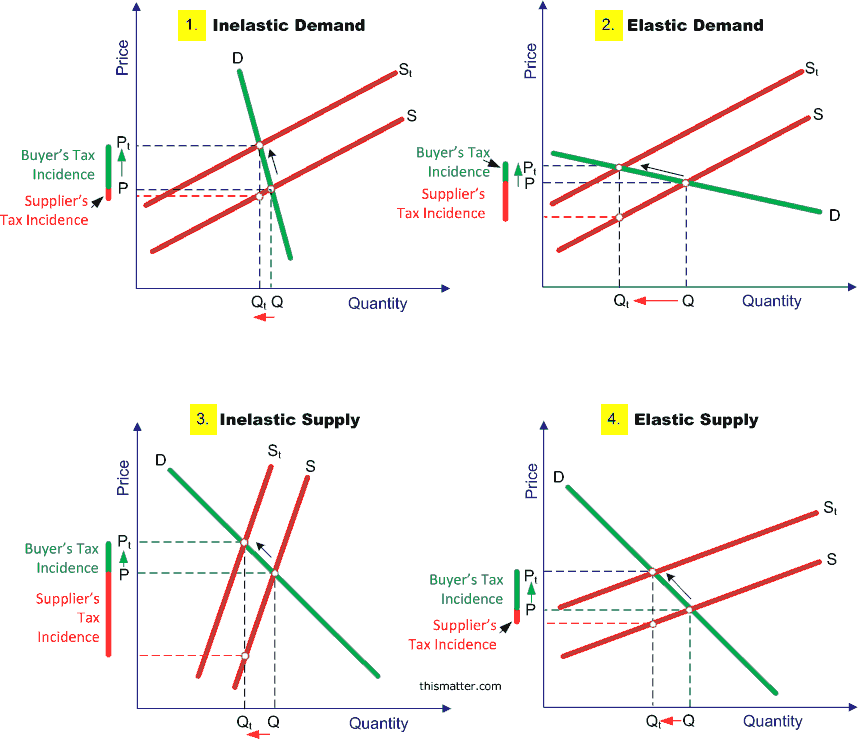 1. Inelastic Demand
Price
D
St
S
Pt
Buyer's Tax
Incidence
P
Supplier's
Tax Incidence
Qt Q
Quantity
2. Elastic Demand
Price
St
S
Buyer's Tax
Incidence
Pt
P
Supplier's
Tax Incidence
D
Qt Q
Quantity
3. Inelastic Supply
Price
D
St
S
Pt
Buyer's Tax
Incidence
P
Supplier's
Tax
Incidence
Qt Q
Quantity
thismatter.com
4. Elastic Supply
Price
D
St
S
Pt
Buyer's Tax
Incidence
P
Supplier's
Tax Incidence
Qt Q
Quantity